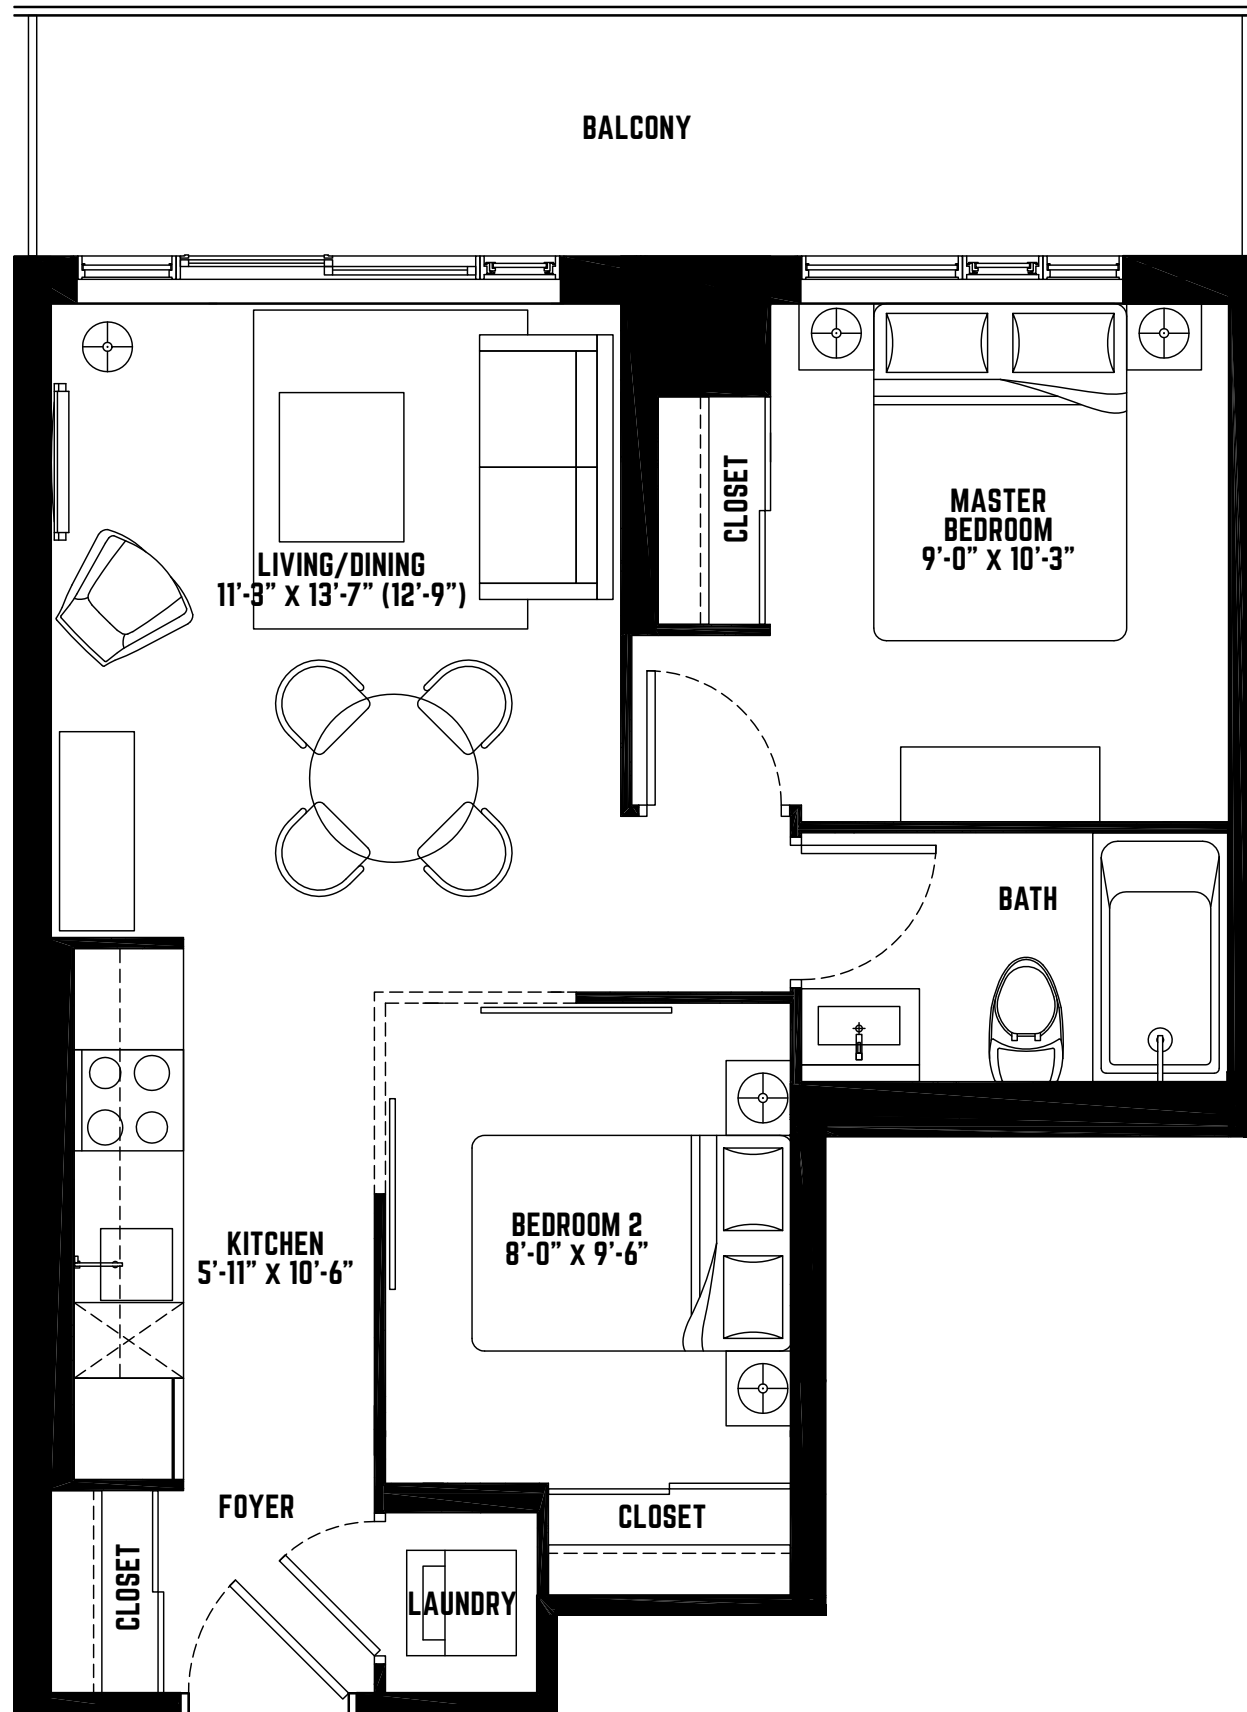 BALCONY
CLOSET
MASTER
BEDROOM
9'-0" X 10'-3"
LIVING/DINING
11'-3" X 13'-7" (12'-9")
BATH
BEDROOM 2
8'-0" X 9'-6"
KITCHEN
5'-11" X 10'-6"
FOYER
CLOSET
CLOSET
LAUNDRY